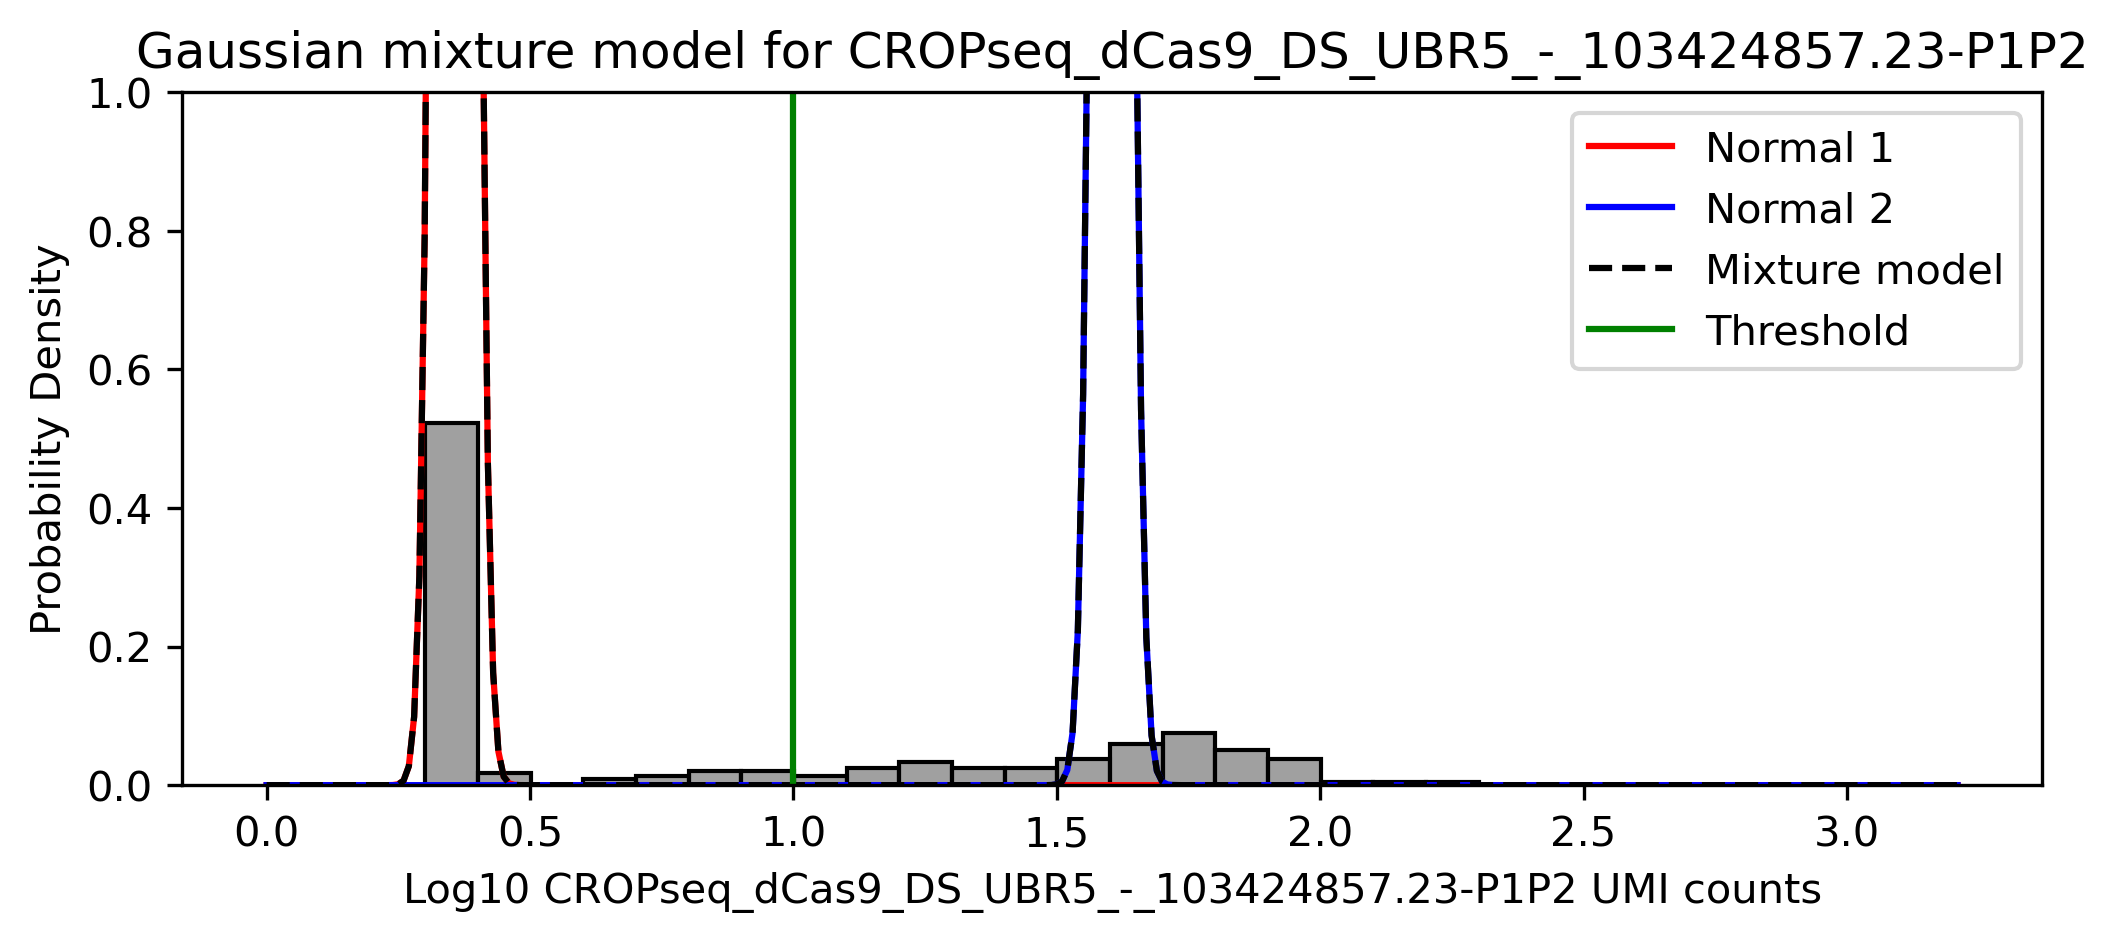 Gaussian mixture model for CROPseq_dCas9_DS_UBR5_-_103424857.23-P1P2
1.0
0.8
0.6
0.4
0.2
0.0
Probability Density
Normal 1
Normal 2
Mixture model
Threshold
0.0 0.5 1.0 1.5 2.0 2.5 3.0
Log10 CROPseq_dCas9_DS_UBR5_-_103424857.23-P1P2 UMI counts